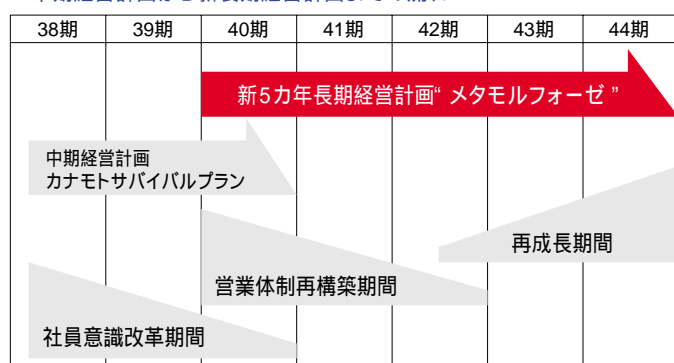 38期 39期 40期 41期 42期 43期 44期
新5カ年長期経営計画“メタモルフォーゼ”
中期経営計画
カナモトサバイバルプラン
再成長期間
営業体制再構築期間
社員意識改革期間